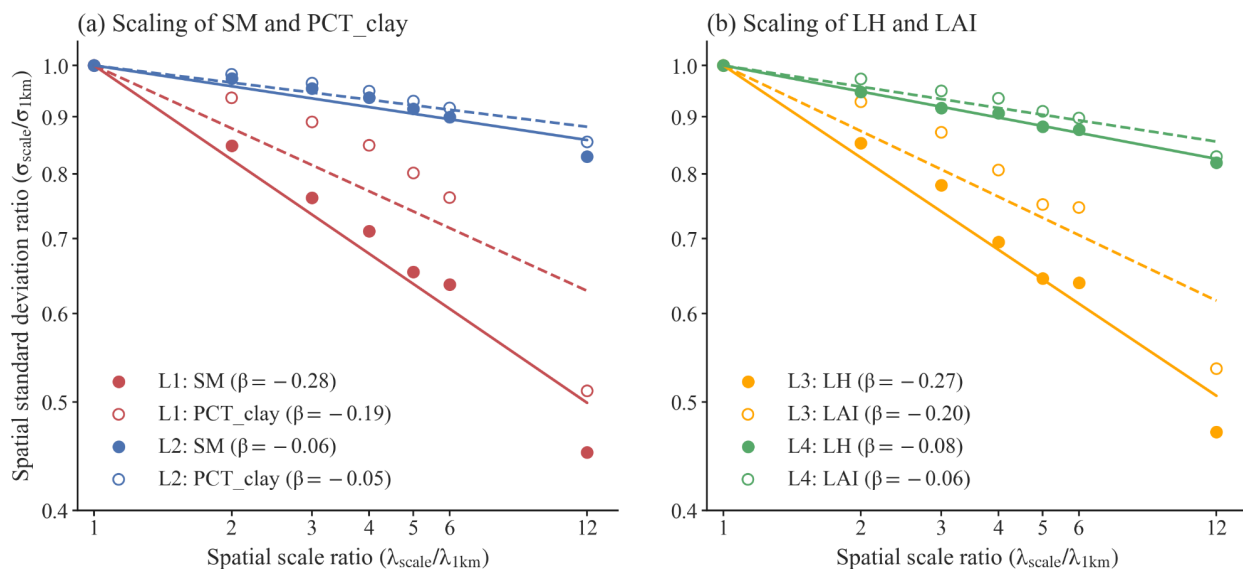 (a) Scaling of SM and PCT_clay
Spatial standard deviation ratio (σscale/σ1km)
1.0
0.9
0.8
0.7
0.6
0.5
0.4
L1: SM (β = −0.28)
L1: PCT_clay (β = −0.19)
L2: SM (β = −0.06)
L2: PCT_clay (β = −0.05)
1 2 3 4 5 6 12
Spatial scale ratio (λscale/λ1km)
(b) Scaling of LH and LAI
1.0
0.9
0.8
0.7
0.6
0.5
0.4
L3: LH (β = −0.27)
L3: LAI (β = −0.20)
L4: LH (β = −0.08)
L4: LAI (β = −0.06)
1 2 3 4 5 6 12
Spatial scale ratio (λscale/λ1km)